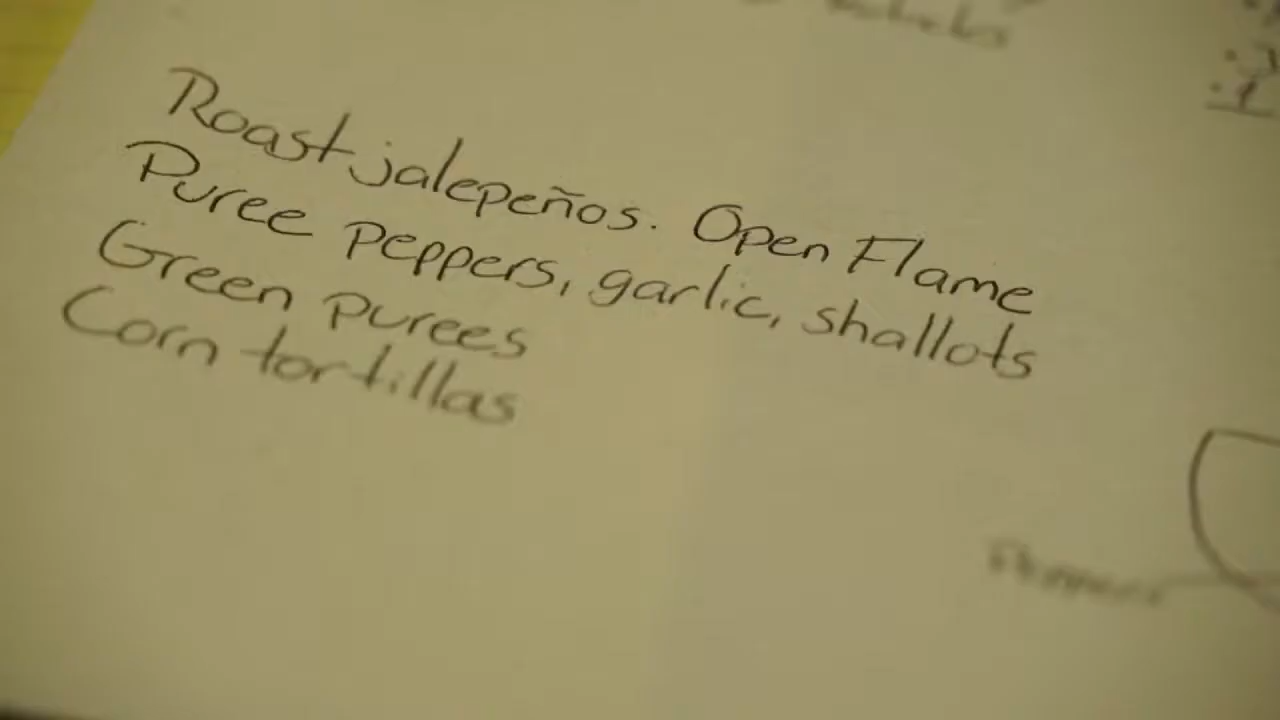 Roast jalepeños. Open Flame
Puree peppers, garlic, shallots
Green purees
Corn tortillas